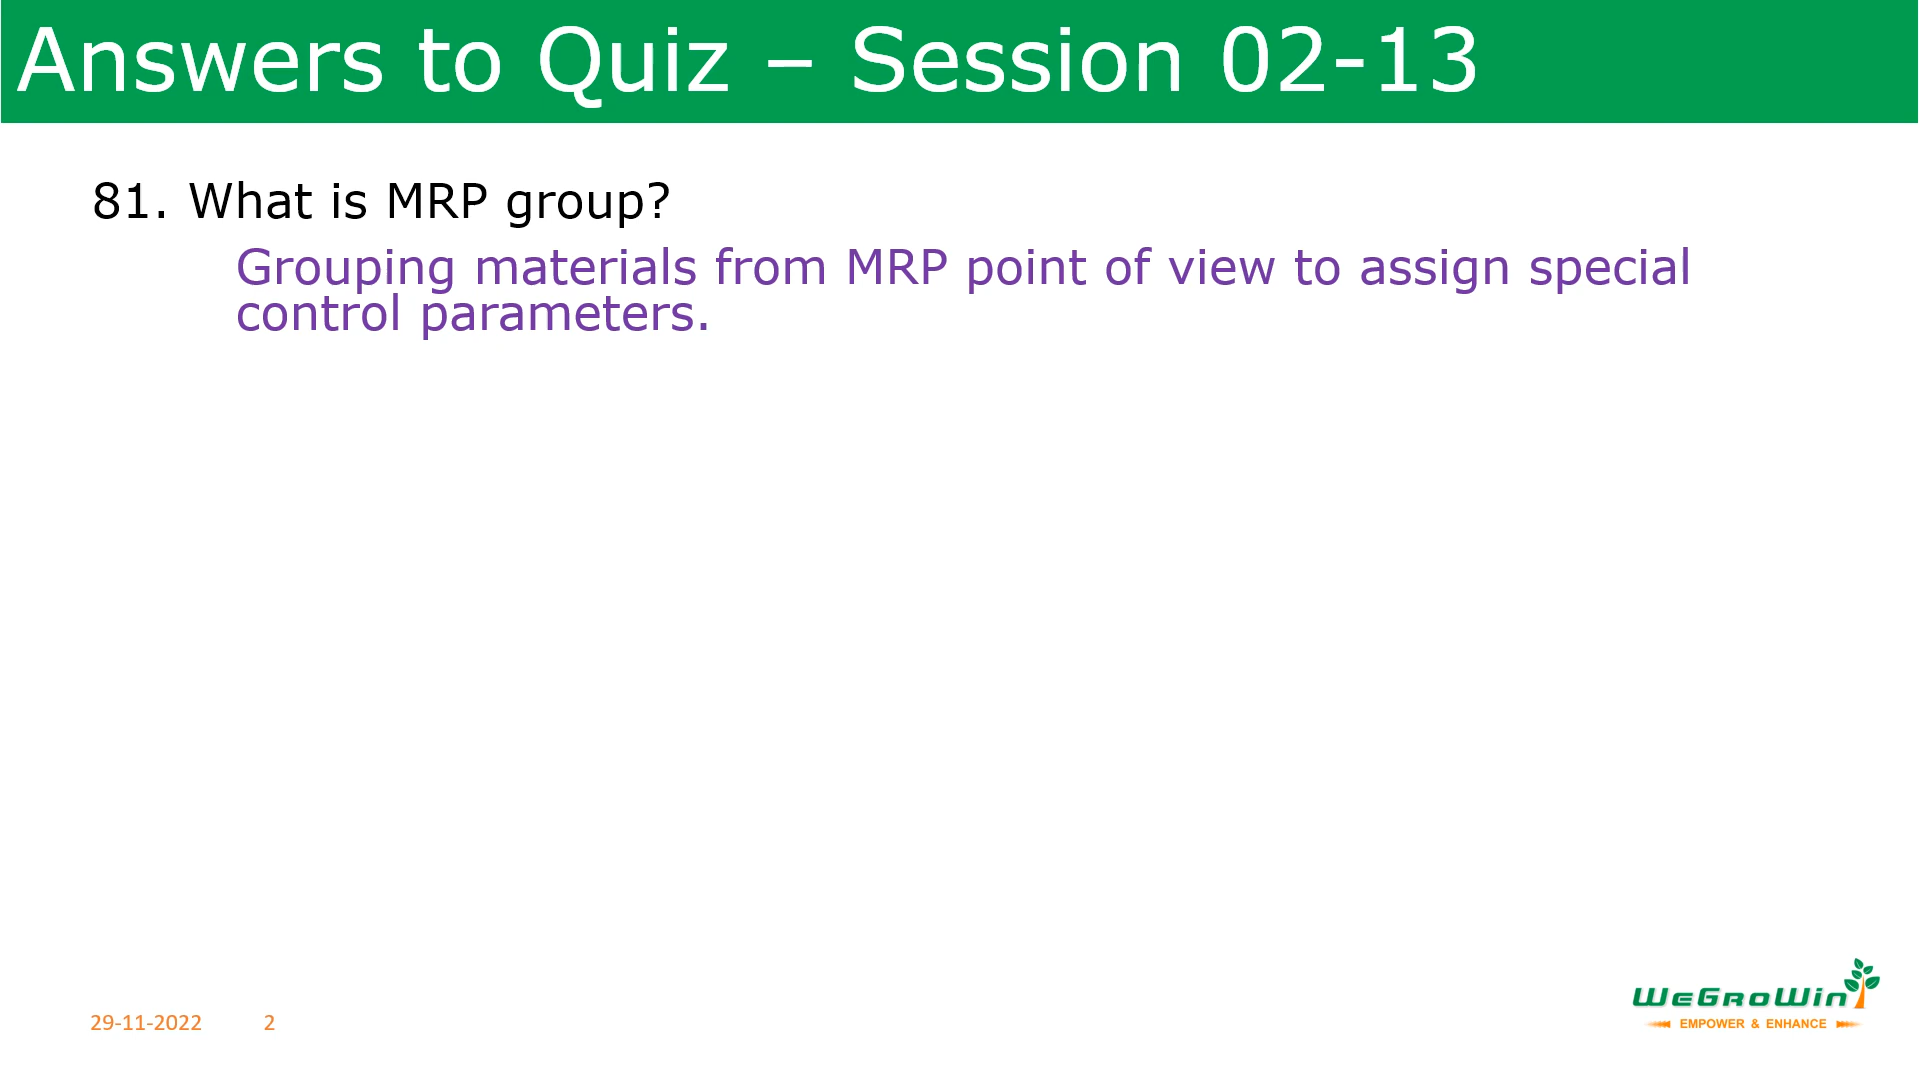 Answers to Quiz – Session 02-13
81. What is MRP group?
Grouping materials from MRP point of view to assign special
control parameters.
29-11-2022 2
WeGroWin
EMPOWER & ENHANCE